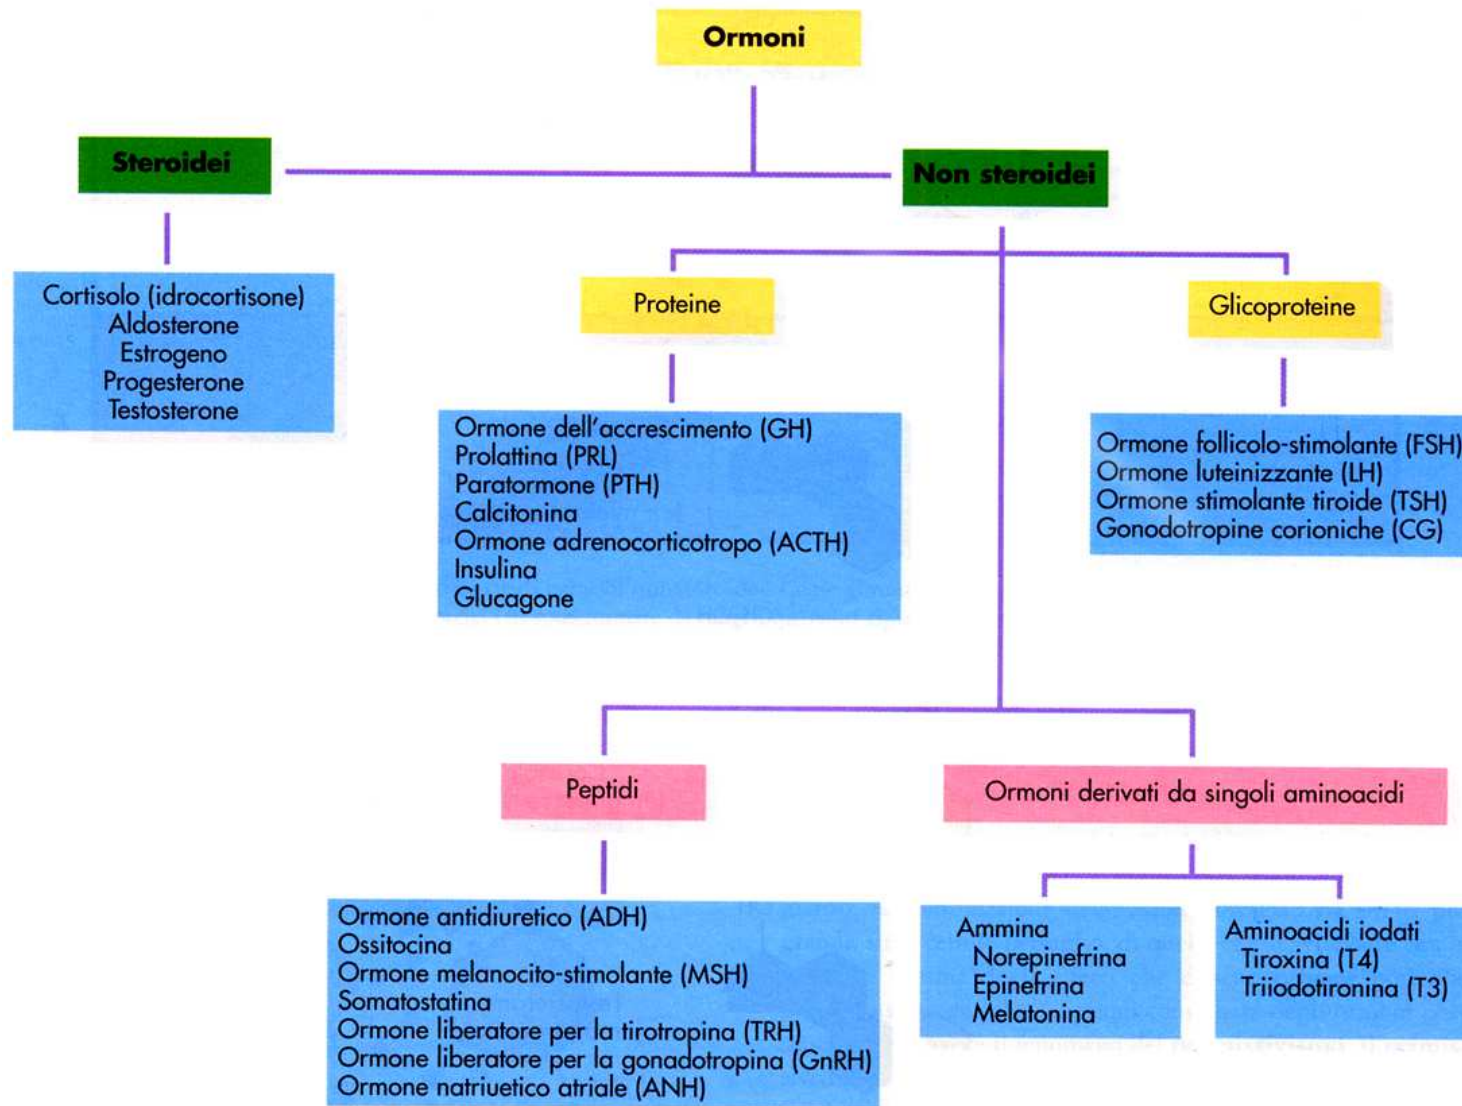 Ormoni
Steroidei
Non steroidei
Cortisolo (idrocortisone)
Aldosterone
Estrogeno
Progesterone
Testosterone
Proteine
Glicoproteine
Ormone dell'accrescimento (GH)
Prolattina (PRL)
Paratormone (PTH)
Calcitonina
Ormone adrenocorticotropo (ACTH)
Insulina
Glucagone
Ormone follicolo-stimolante (FSH)
Ormone luteinizzante (LH)
Ormone stimolante tiroide (TSH)
Gonodotropine corioniche (CG)
Peptidi
Ormoni derivati da singoli aminoacidi
Ormone antidiuretico (ADH)
Ossitocina
Ormone melanocito-stimolante (MSH)
Somatostatina
Ormone liberatore per la tirotropina (TRH)
Ormone liberatore per la gonadotropina (GnRH)
Ormone natriuetico atriale (ANH)
Ammina
Norepinefrina
Epinefrina
Melatonina
Aminoacidi iodati
Tiroxina (T4)
Triiodotironina (T3)